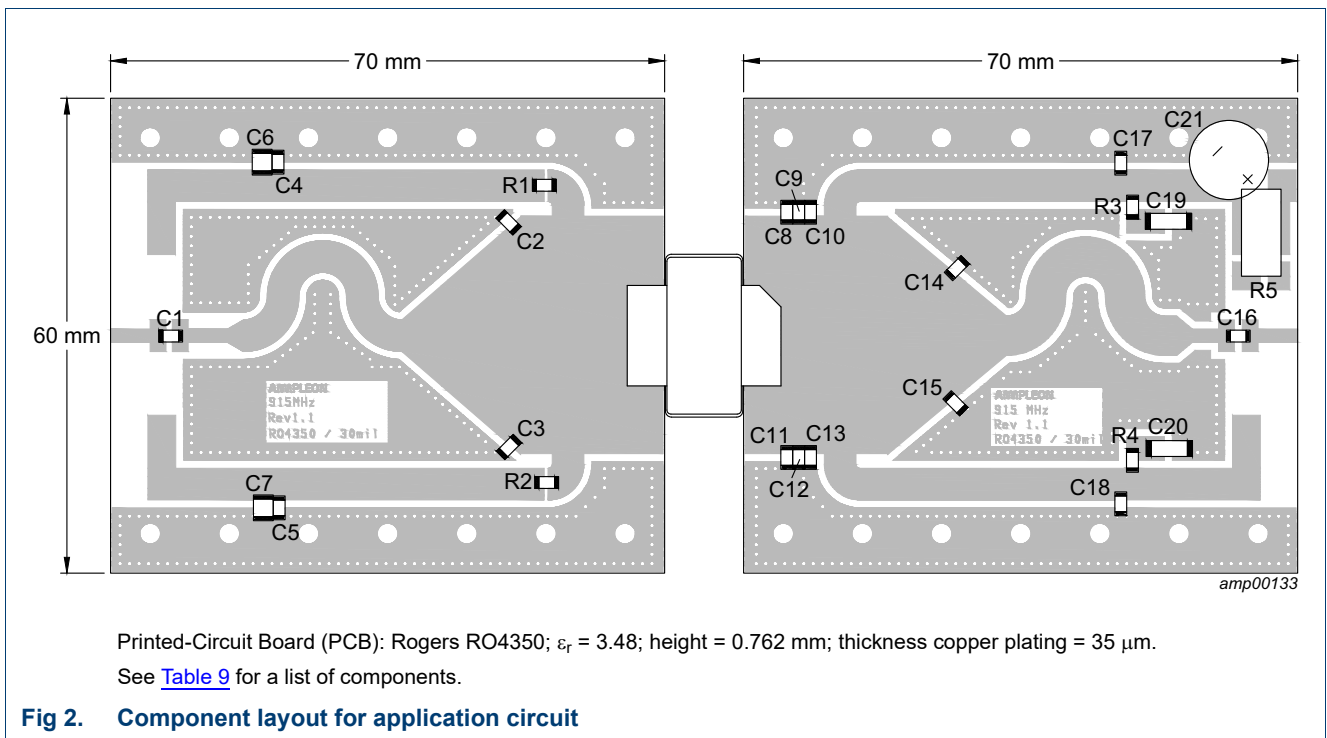 70 mm
70 mm
60 mm
C6
C4
R1
C2
C1
C3
R2
C7
C5
AMPLEON
915MHz
Rev1.1
RO4350 / 30mil
C21
C17
C9
C8
C10
R3
C19
C14
R5
C16
C15
AMPLEON
915 MHz
Rev 1.1
RO4350 / 30mil
C11
C13
C12
R4
C20
C18
amp00133
Printed-Circuit Board (PCB): Rogers RO4350; εr = 3.48; height = 0.762 mm; thickness copper plating = 35 μm.
See Table 9 for a list of components.
Fig 2. Component layout for application circuit